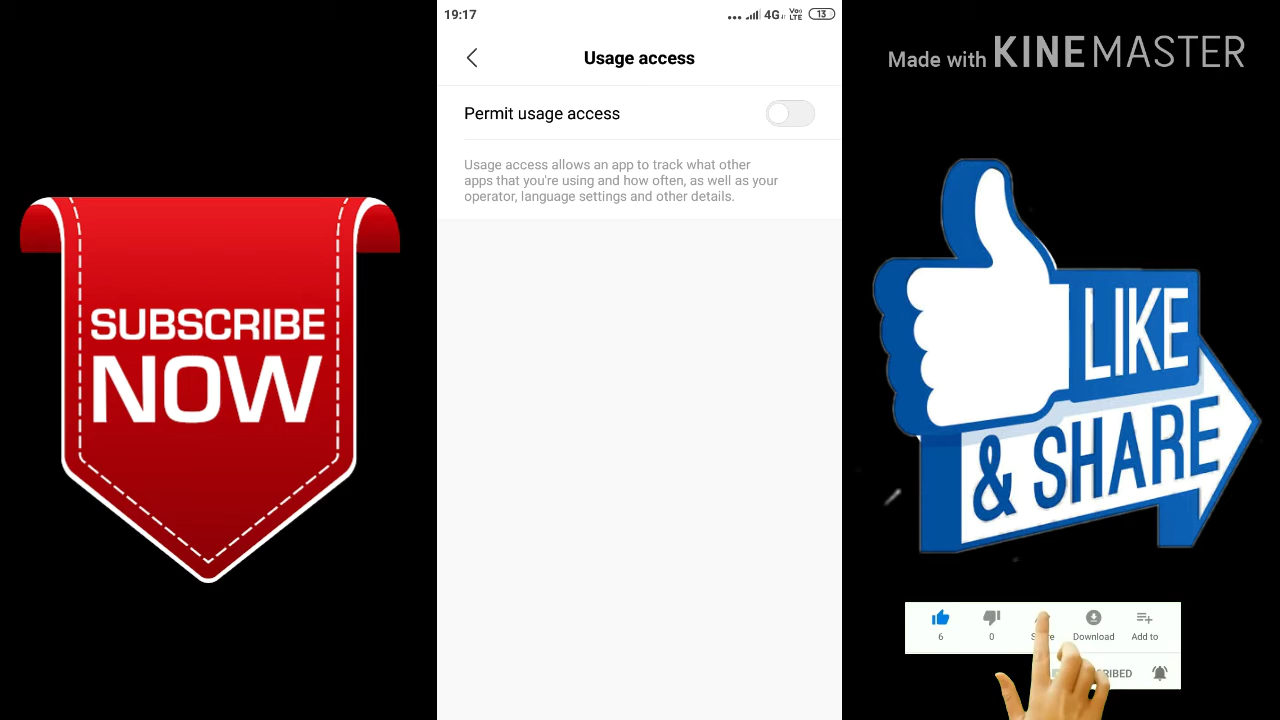 19:17
4G
Vo)
LTE
13
Usage access
Permit usage access
Usage access allows an app to track what other
apps that you're using and how often, as well as your
operator, language settings and other details.
SUBSCRIBE
NOW
Made with KINEMASTER
LIKE
& SHARE
6
0
Download
Add to